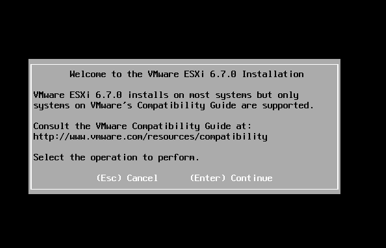 Welcome to the VMware ESXi 6.7.0 Installation
VMware ESXi 6.7.0 installs on most systems but only
systems on VMware's Compatibility Guide are supported.
Consult the VMware Compatibility Guide at:
http://www.vmware.com/resources/compatibility
Select the operation to perform.
(Esc) Cancel (Enter) Continue